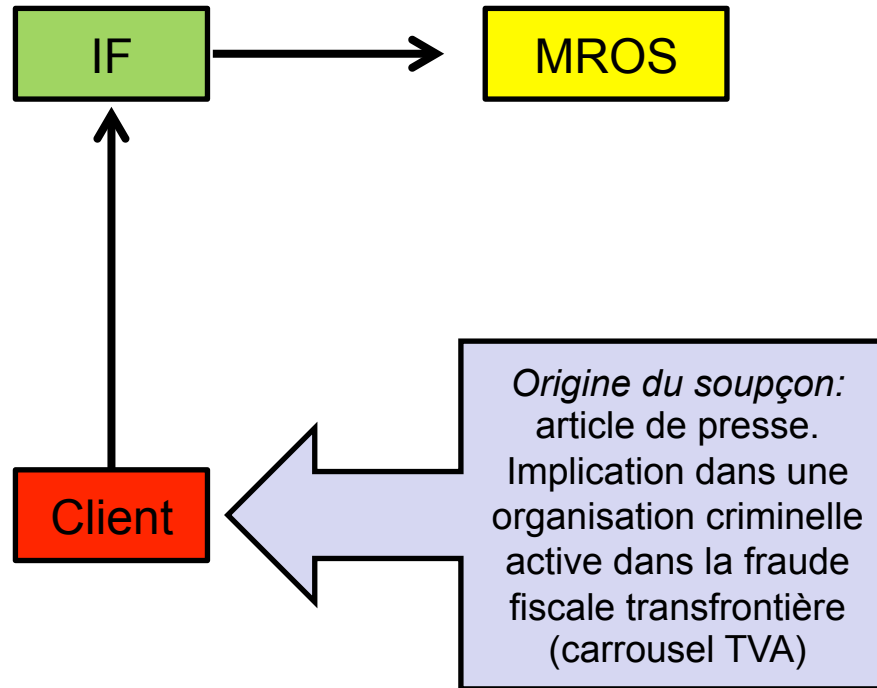 IF
MROS
Client
Origine du soupçon:
article de presse.
Implication dans une
organisation criminelle
active dans la fraude
fiscale transfrontière
(carrousel TVA)